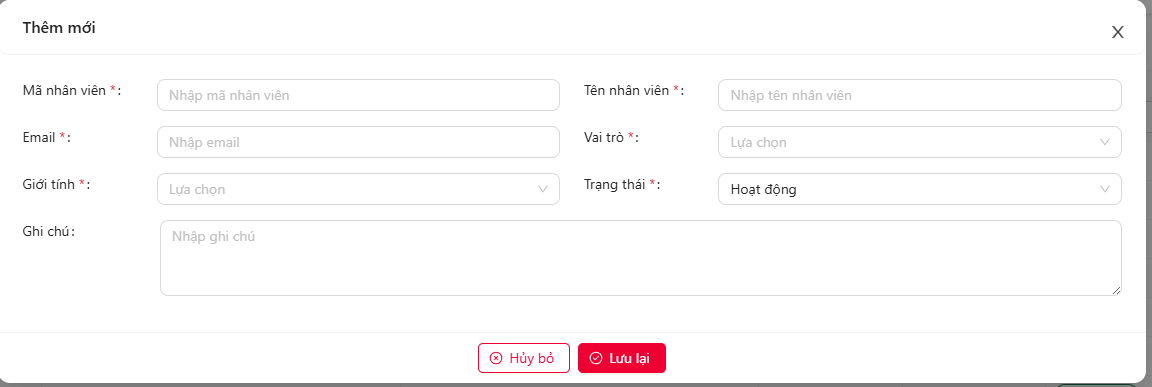 Thêm mới
Mã nhân viên *: Nhập mã nhân viên Tên nhân viên *: Nhập tên nhân viên
Email *: Nhập email Vai trò *: Lựa chọn
Giới tính *: Lựa chọn Trạng thái *: Hoạt động
Ghi chú: Nhập ghi chú
Hủy bỏ Lưu lại